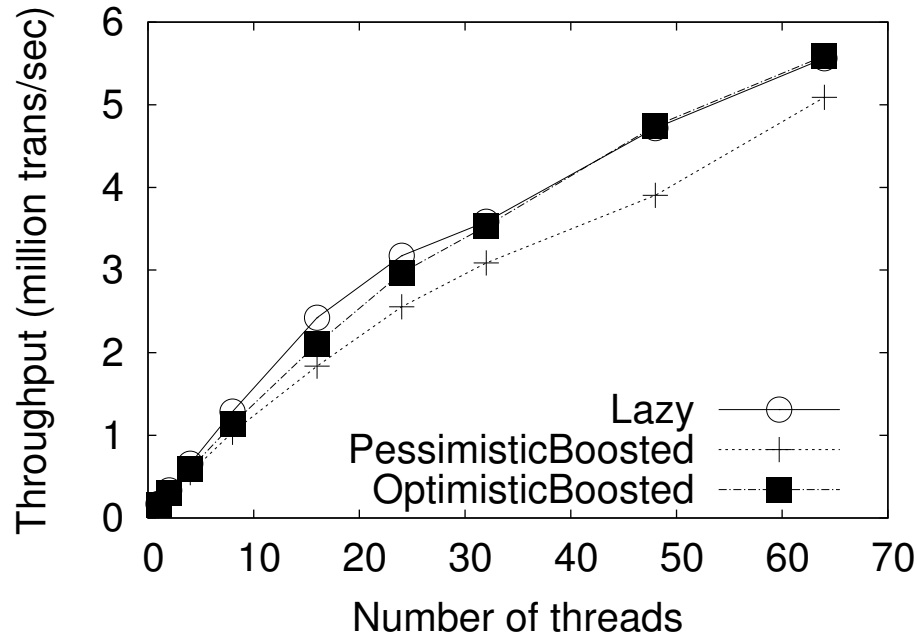 6
5
4
3
2
1
0
Throughput (million trans/sec)
Lazy
PessimisticBoosted
OptimisticBoosted
0 10 20 30 40 50 60 70
Number of threads